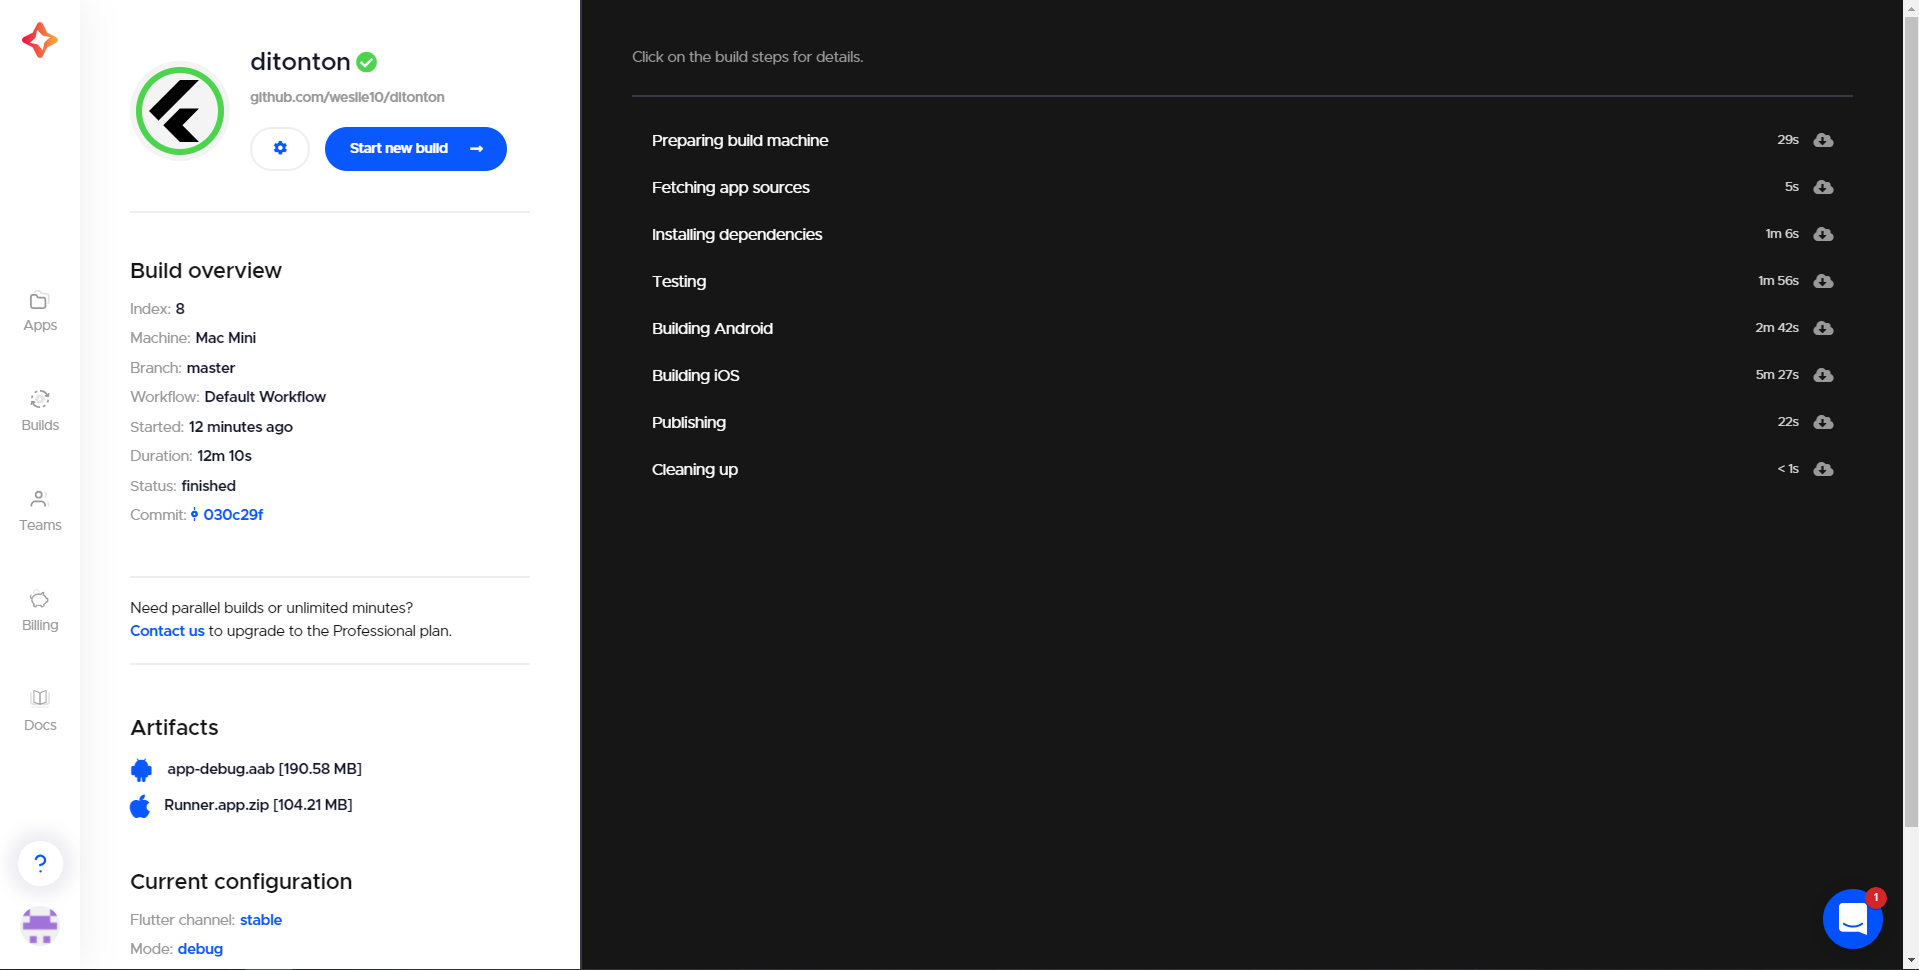 ditonton
github.com/weslie10/ditonton
Start new build
Apps
Builds
Teams
Billing
Docs
?
Build overview
Index: 8
Machine: Mac Mini
Branch: master
Workflow: Default Workflow
Started: 12 minutes ago
Duration: 12m 10s
Status: finished
Commit: 030c29f
Need parallel builds or unlimited minutes?
Contact us to upgrade to the Professional plan.
Artifacts
app-debug.aab [190.58 MB]
Runner.app.zip [104.21 MB]
Current configuration
Flutter channel: stable
Mode: debug
Click on the build steps for details.
Preparing build machine 29s
Fetching app sources 5s
Installing dependencies 1m 6s
Testing 1m 56s
Building Android 2m 42s
Building iOS 5m 27s
Publishing 22s
Cleaning up < 1s
1